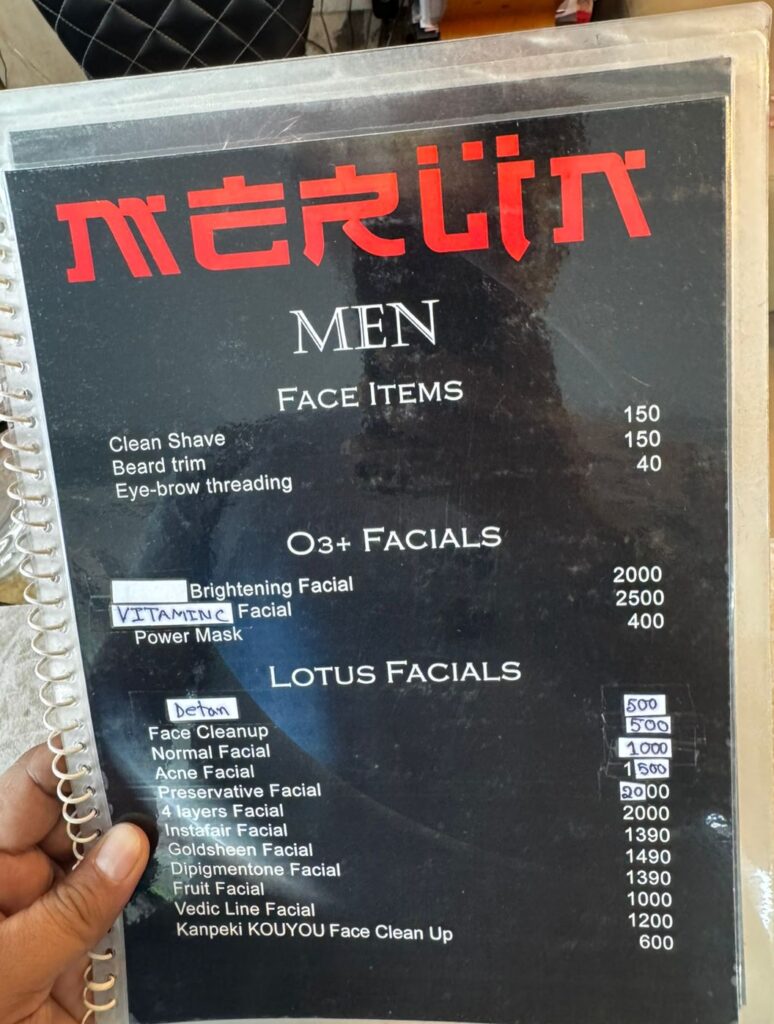 MERLIN
MEN
FACE ITEMS
Clean Shave 150
Beard trim 150
Eye-brow threading 40
O3+ FACIALS
Brightening Facial 2000
VITAMINC Facial 2500
Power Mask 400
LOTUS FACIALS
Detan 500
Face Cleanup 500
Normal Facial 1000
Acne Facial 1500
Preservative Facial 2000
4 layers Facial 2000
Instafair Facial 1390
Goldsheen Facial 1490
Dipigmentone Facial 1390
Fruit Facial 1000
Vedic Line Facial 1200
Kanpeki KOUYOU Face Clean Up 600